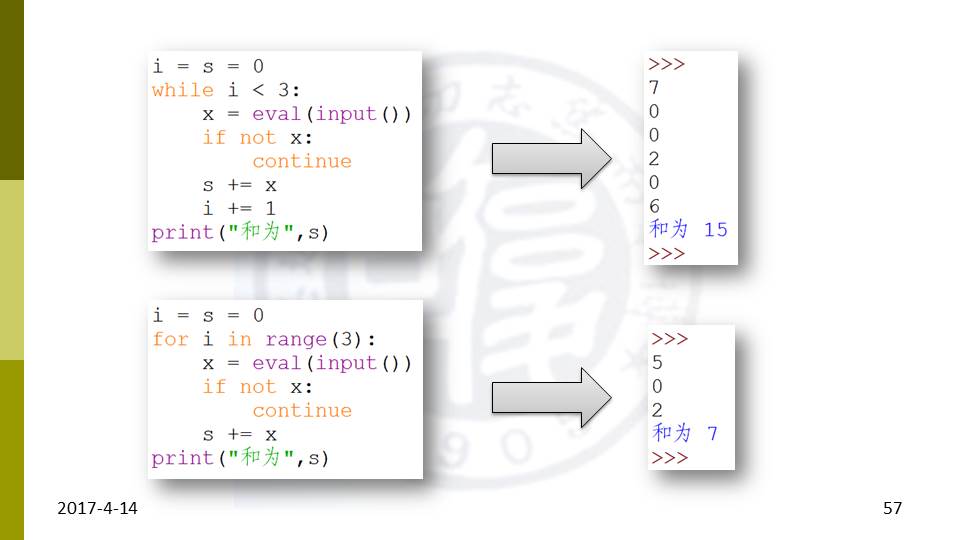 i = s = 0
while i < 3:
    x = eval(input())
    if not x:
        continue
    s += x
    i += 1
print("和为",s)
>>>
7
0
0
2
0
6
和为 15
>>>
i = s = 0
for i in range(3):
    x = eval(input())
    if not x:
        continue
    s += x
print("和为",s)
>>>
5
0
2
和为 7
>>>
2017-4-14
57